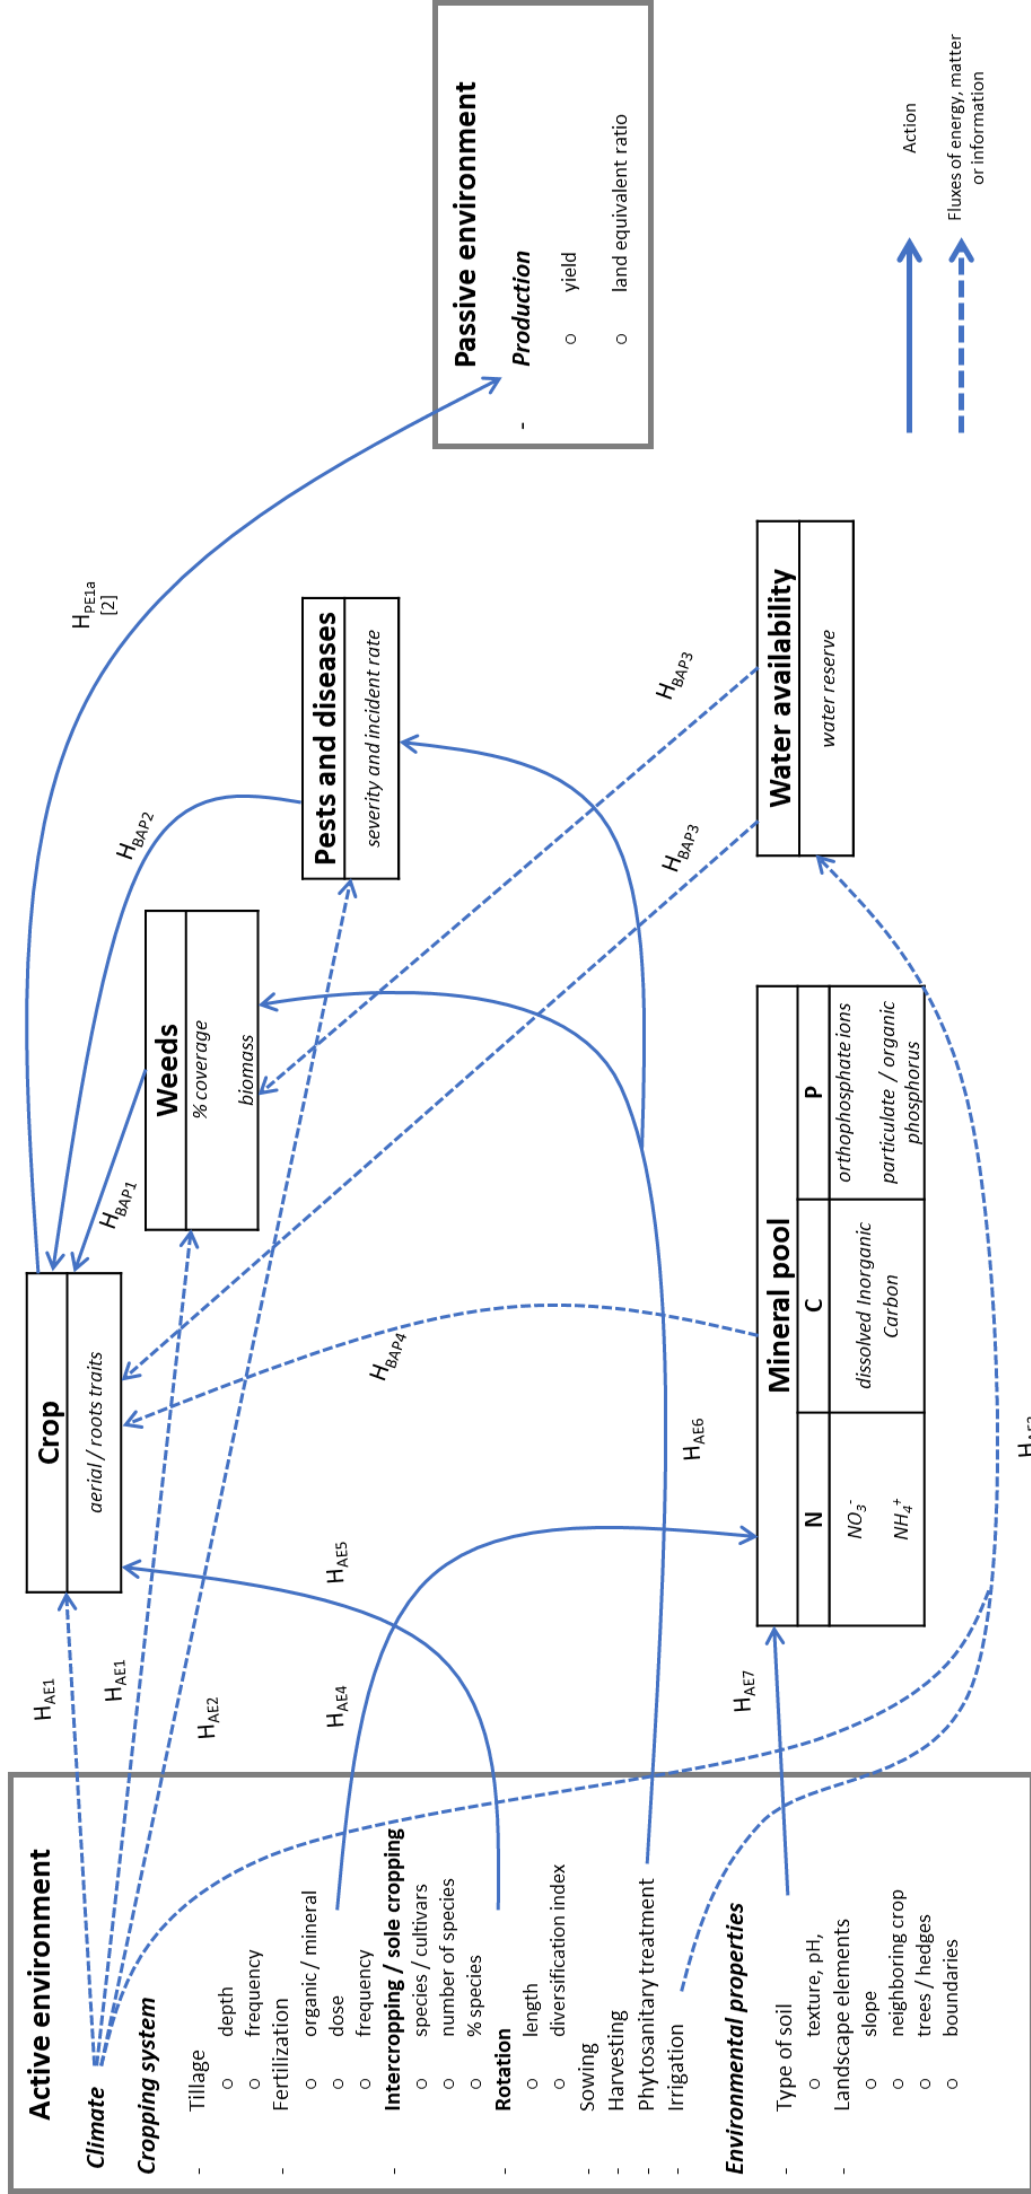 Active environment
Climate
Cropping system
- Tillage
o depth
o frequency
- Fertilization
o organic / mineral
o dose
o frequency
- Intercropping / sole cropping
o species / cultivars
o number of species
o % species
- Rotation
o length
o diversification index
- Sowing
- Harvesting
- Phytosanitary treatment
- Irrigation
Environmental properties
- Type of soil
o texture, pH,
- Landscape elements
o slope
o neighboring crop
o trees / hedges
o boundaries
HAE1
HAE1
HAE2
HAE4
HAE5
HAE6
HAE7
Crop
aerial / roots traits
Weeds
% coverage
biomass
Pests and diseases
severity and incident rate
HBAP1
HBAP2
HBAP3
HBAP3
HBAP4
Mineral pool
N
C
P
NO3-
NH4+
dissolved Inorganic
Carbon
orthophosphate ions
particulate / organic
phosphorus
Water availability
water reserve
HPE1a
[2]
Passive environment
- Production
o yield
o land equivalent ratio
Action
Fluxes of energy, matter
or information